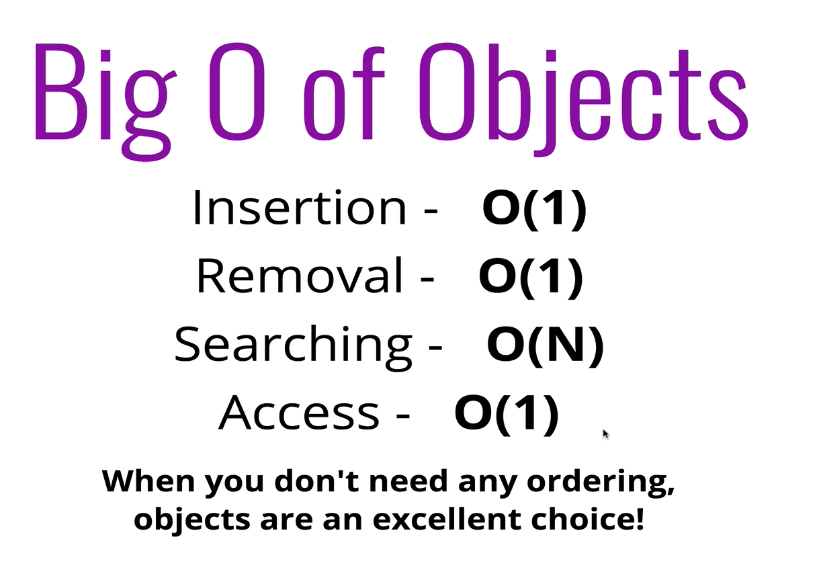 Big O of Objects
Insertion - O(1)
Removal - O(1)
Searching - O(N)
Access - O(1)
When you don't need any ordering,
objects are an excellent choice!